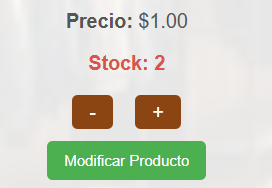 Precio: $1.00
Stock: 2
- +
Modificar Producto